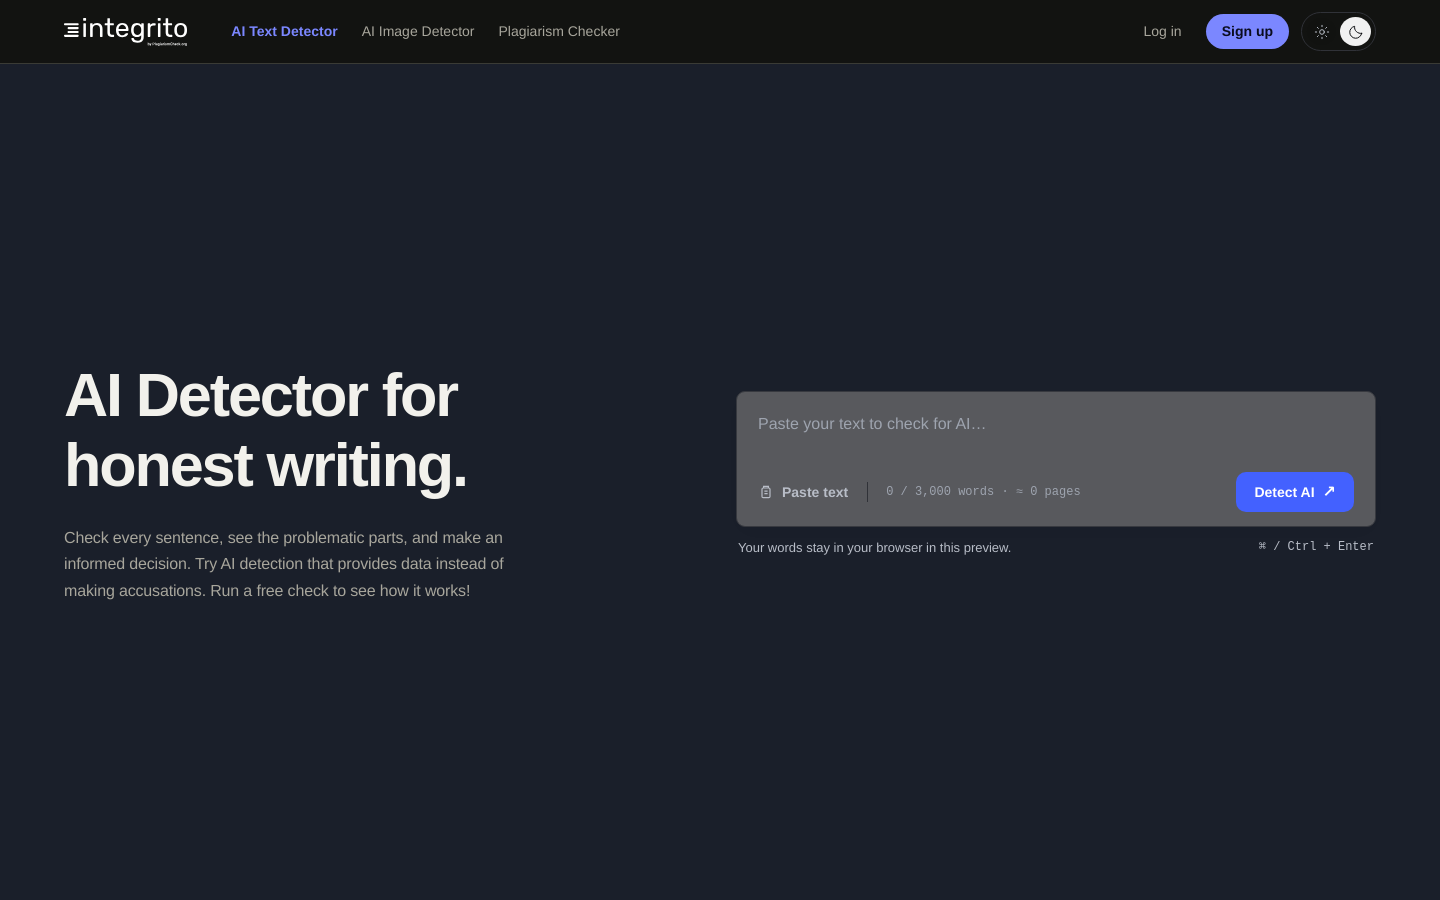 integrito
by PlagiarismCheck.org
AI Text Detector
AI Image Detector
Plagiarism Checker
Log in
Sign up
AI Detector for
honest writing.
Check every sentence, see the problematic parts, and make an
informed decision. Try AI detection that provides data instead of
making accusations. Run a free check to see how it works!
Paste your text to check for AI…
Paste text
0 / 3,000 words · ≈ 0 pages
Detect AI ↗
Your words stay in your browser in this preview.
⌘ / Ctrl + Enter